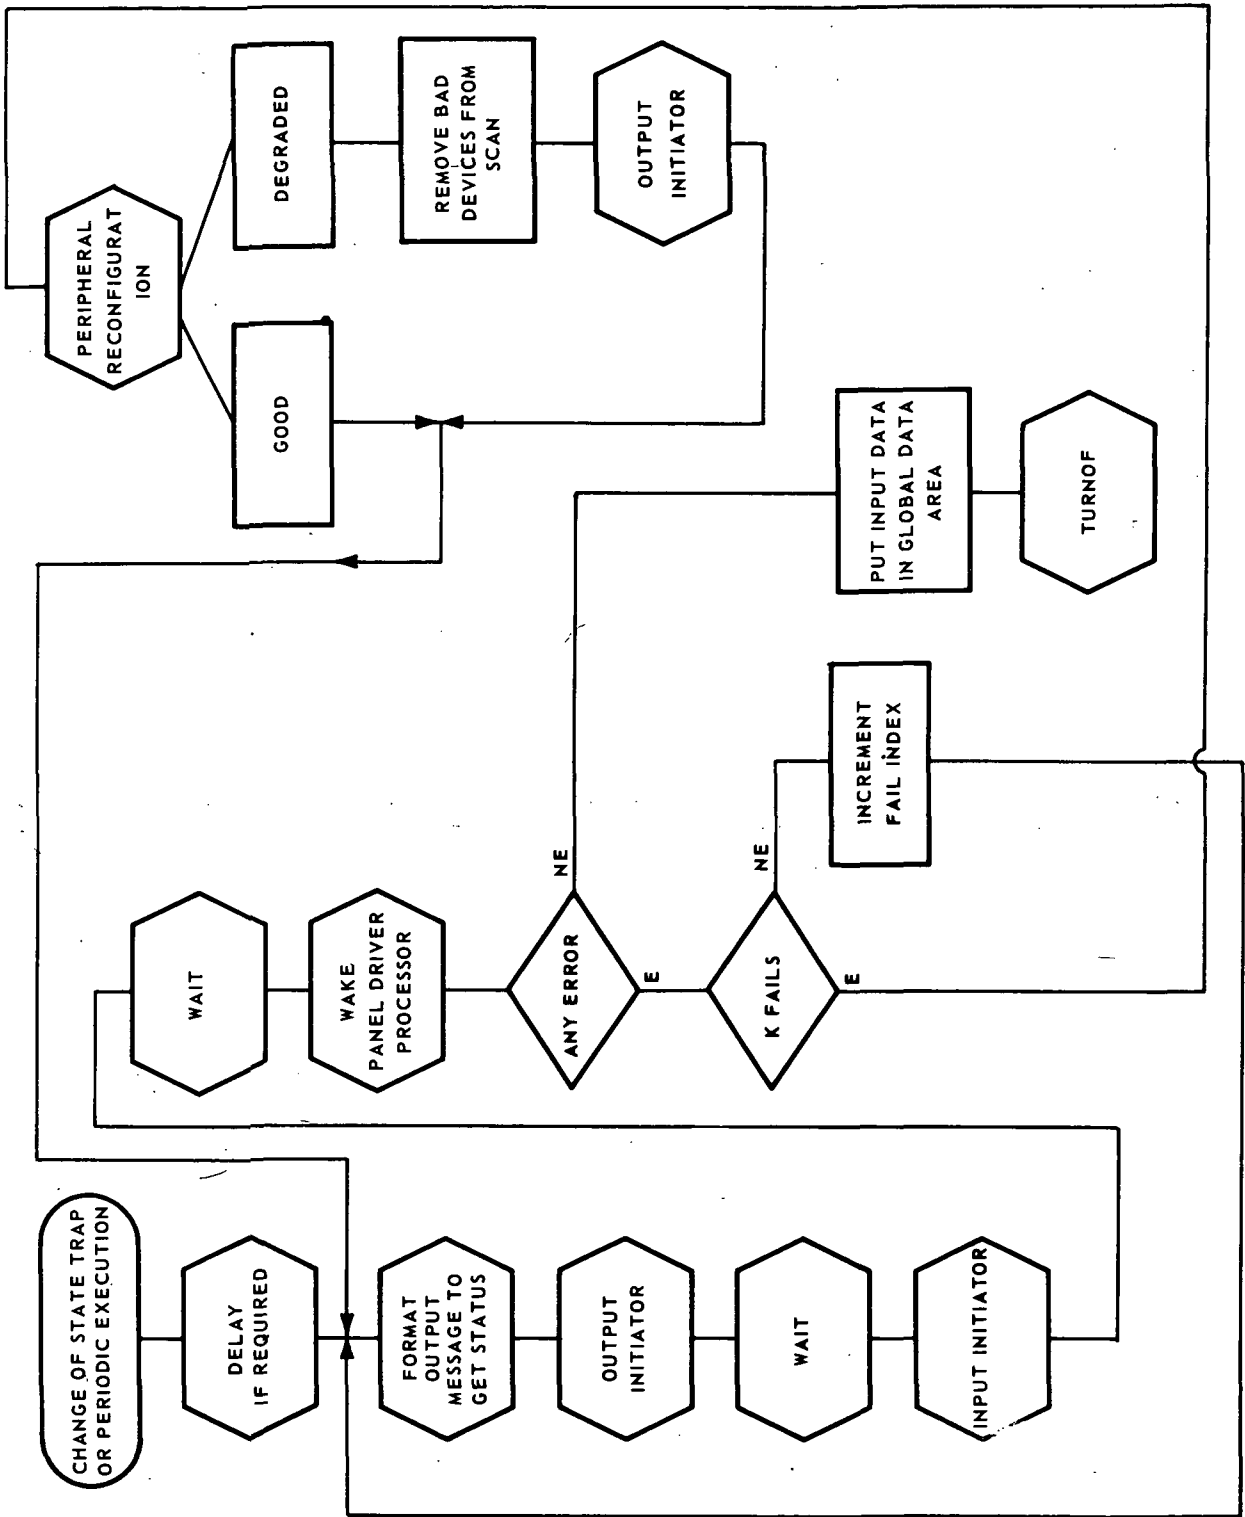 CHANGE OF STATE TRAP
OR PERIODIC EXECUTION
DELAY
IF REQUIRED
FORMAT
OUTPUT
MESSAGE TO
GET STATUS
OUTPUT
INITIATOR
WAIT
INPUT INITIATOR
WAIT
WAKE
PANEL DRIVER
PROCESSOR
ANY ERROR
NE
E
K FAILS
NE
E
INCREMENT
FAIL INDEX
PUT INPUT DATA
IN GLOBAL DATA
AREA
TURNOF
PERIPHERAL
RECONFIGURAT
ION
GOOD
DEGRADED
REMOVE BAD
DEVICES FROM
SCAN
OUTPUT
INITIATOR